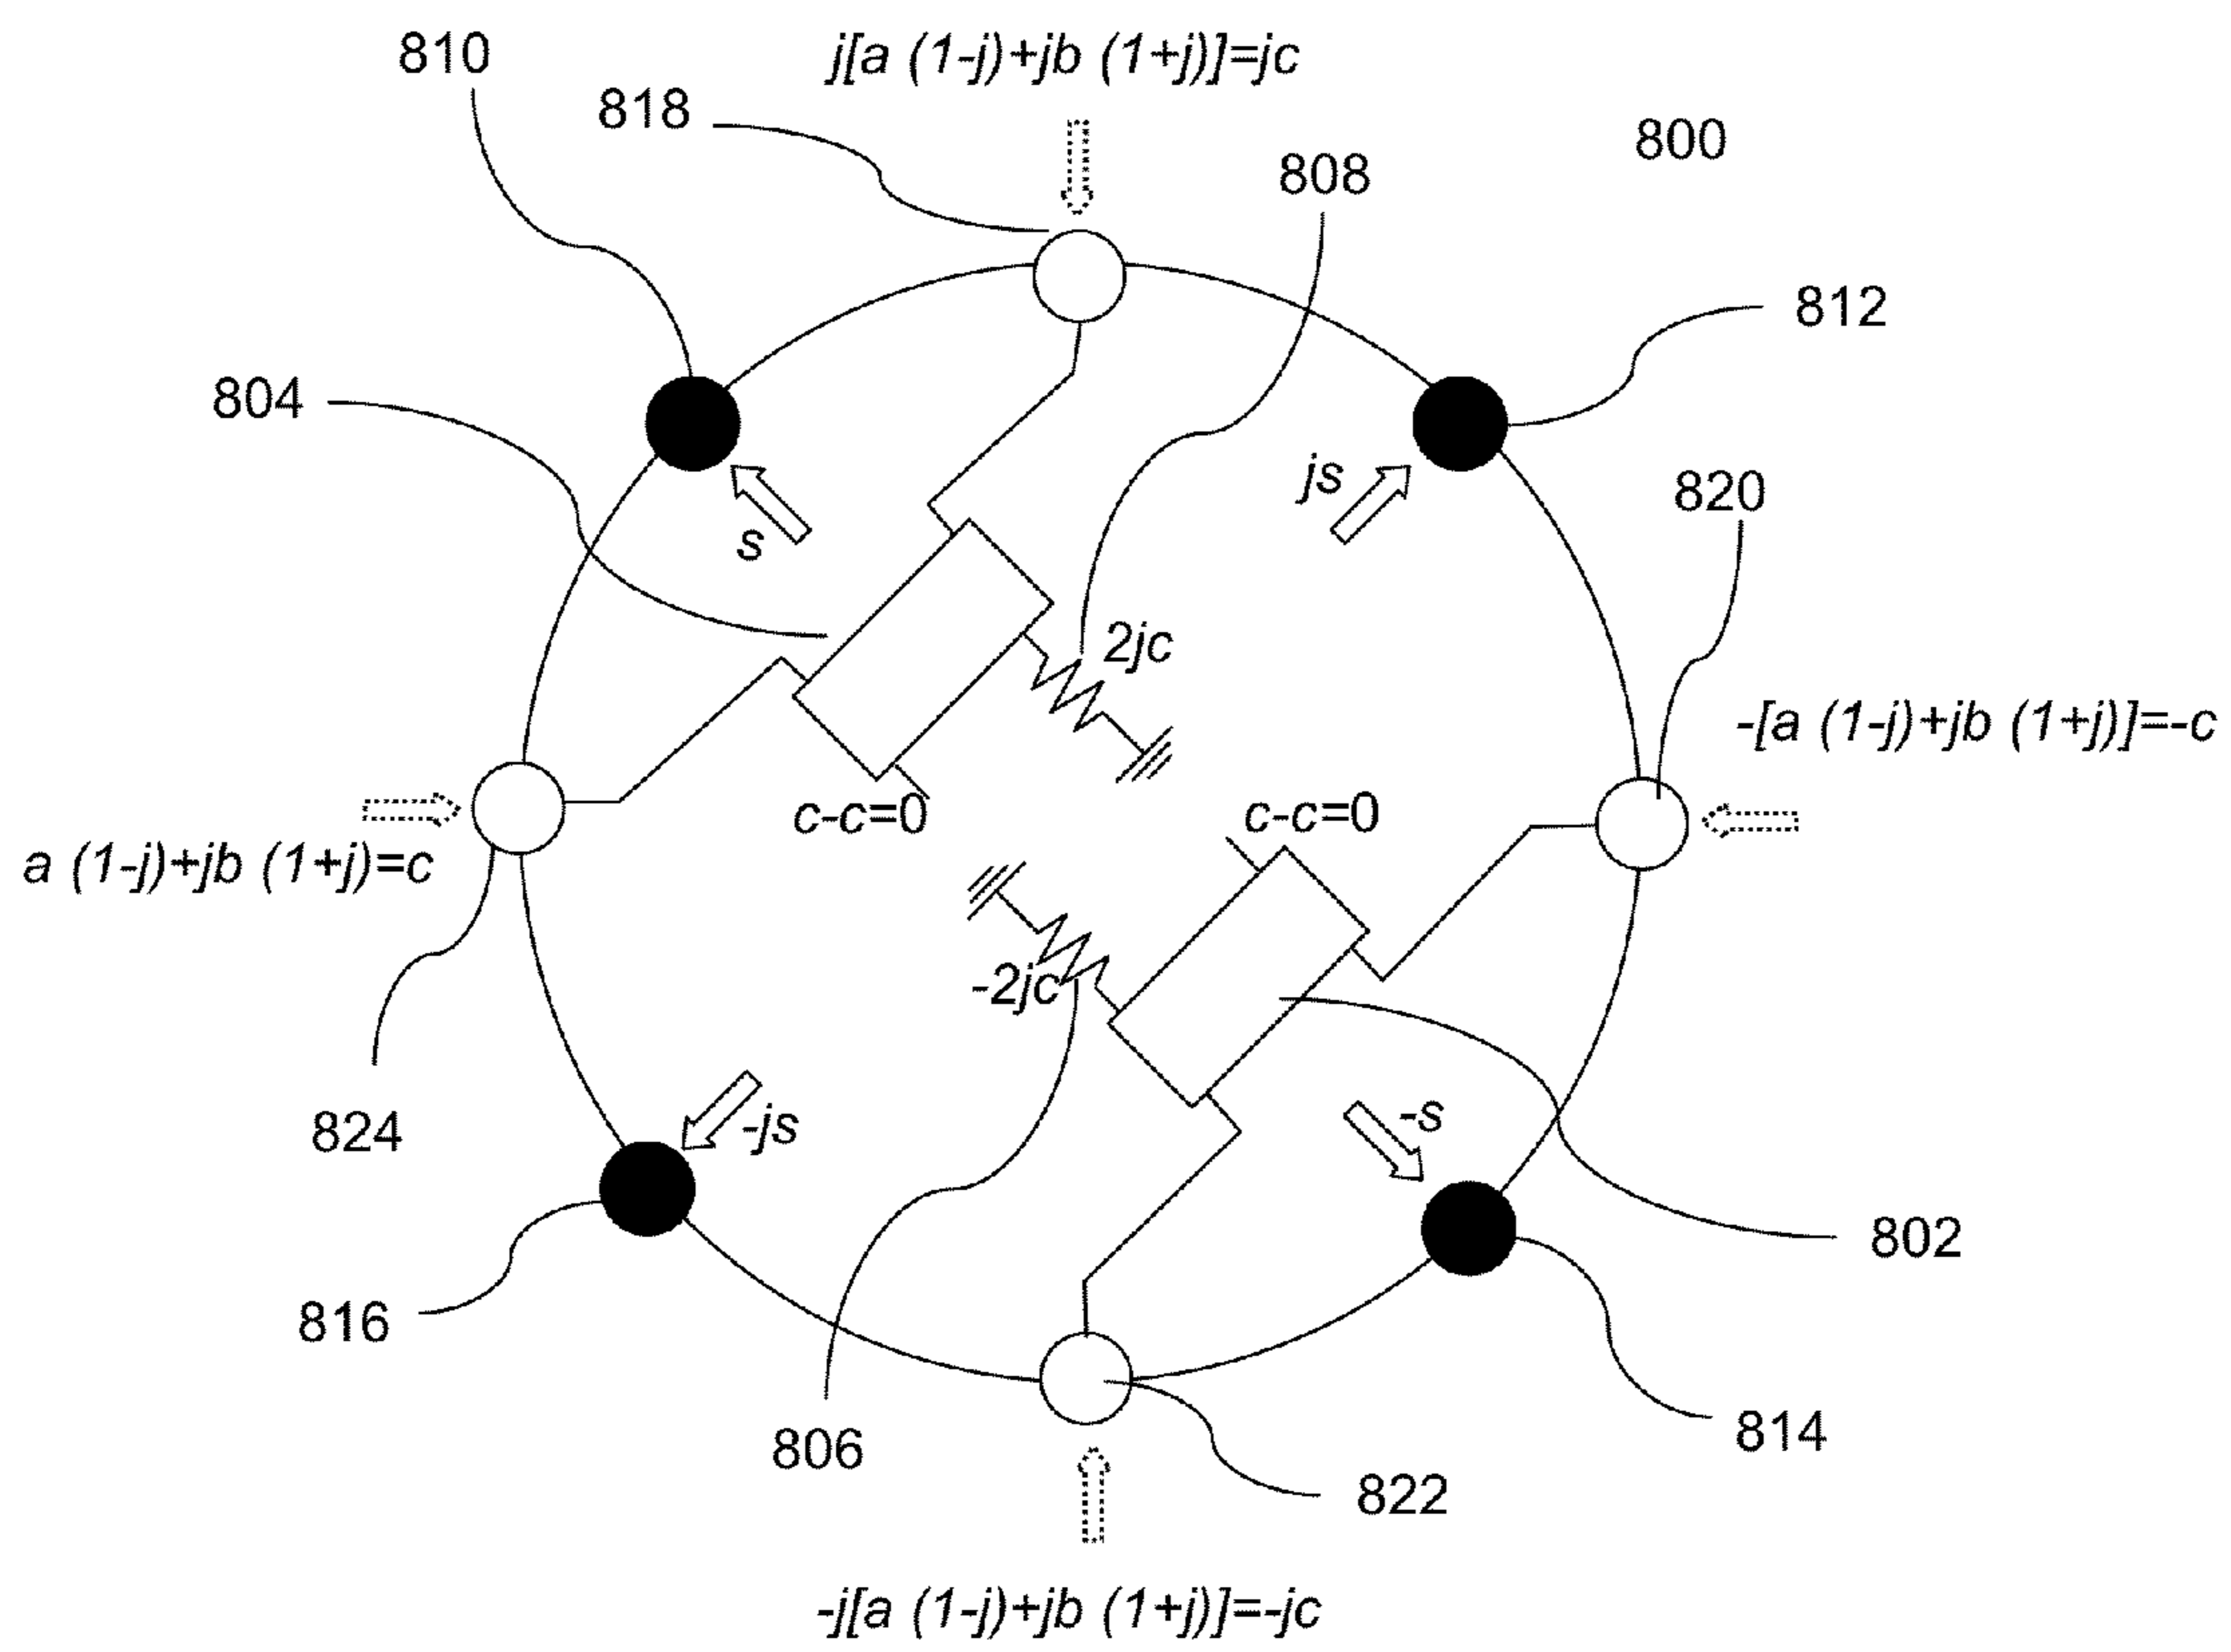 810
j[a (1-j)+jb (1+j)]=jc
818
800
808
812
804
js
820
s
2jc
-[a (1-j)+jb (1+j)]=-c
c-c=0
c-c=0
a (1-j)+jb (1+j)=c
-2jc
824
-js
-s
802
816
806
814
822
-j[a (1-j)+jb (1+j)]=-jc